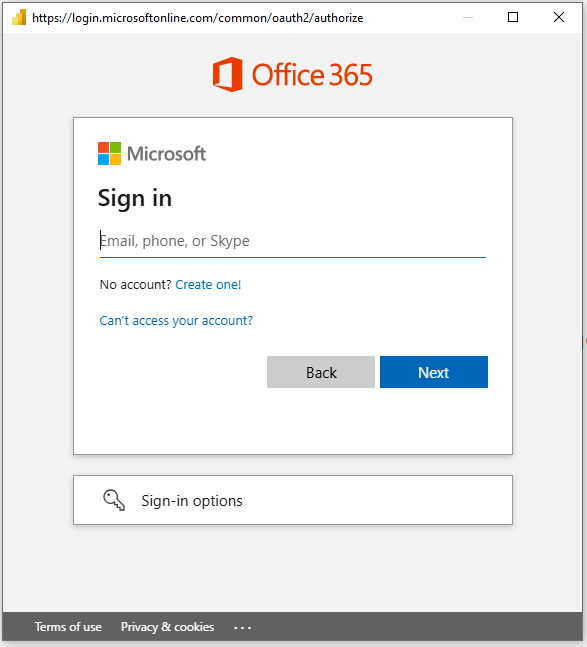 https://login.microsoftonline.com/common/oauth2/authorize
Office 365
Microsoft
Sign in
Email, phone, or Skype
No account? Create one!
Can't access your account?
Back Next
Sign-in options
Terms of use Privacy & cookies ...